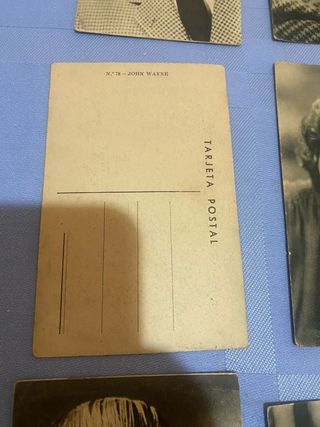 N.º 78 – JOHN WAYNE
TARJETA POSTAL